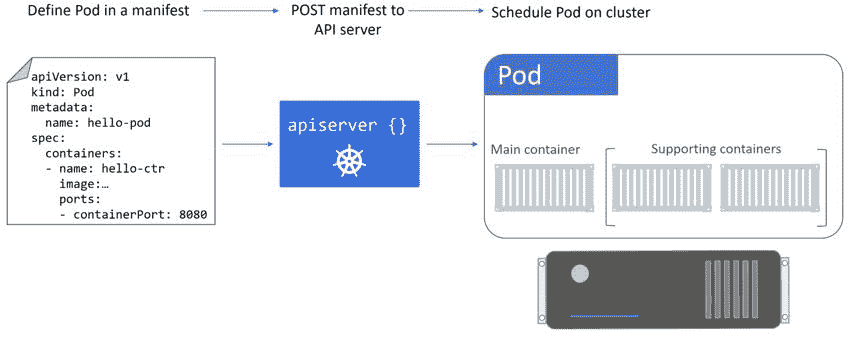 Define Pod in a manifest
POST manifest to
API server
Schedule Pod on cluster
apiVersion: v1
kind: Pod
metadata:
  name: hello-pod
spec:
  containers:
  - name: hello-ctr
    image:…
    ports:
    - containerPort: 8080
apiserver {}
Pod
Main container
Supporting containers